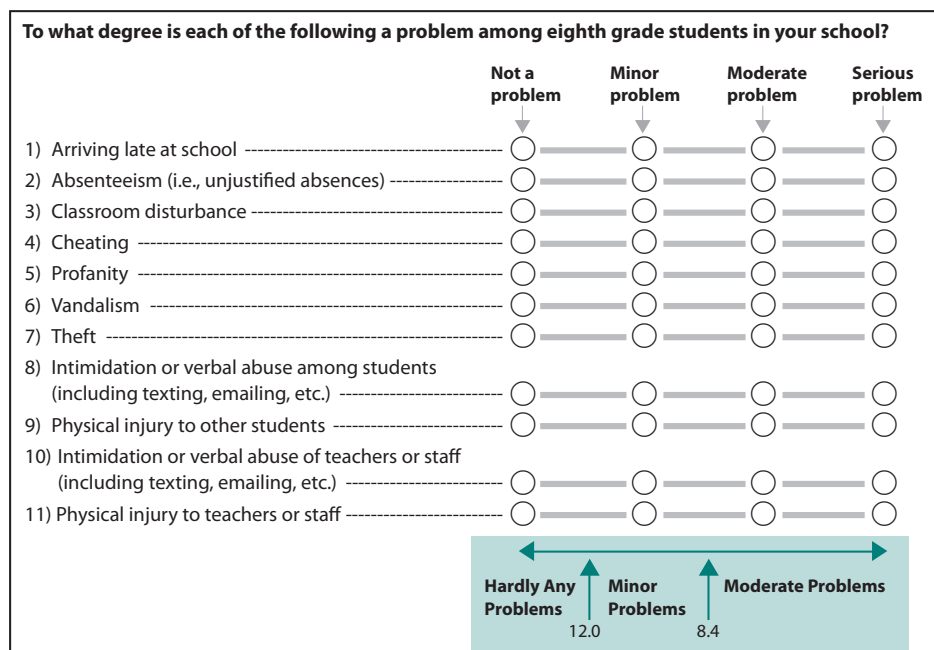 To what degree is each of the following a problem among eighth grade students in your school?
Not a problem
Minor problem
Moderate problem
Serious problem
1) Arriving late at school
2) Absenteeism (i.e., unjustified absences)
3) Classroom disturbance
4) Cheating
5) Profanity
6) Vandalism
7) Theft
8) Intimidation or verbal abuse among students
(including texting, emailing, etc.)
9) Physical injury to other students
10) Intimidation or verbal abuse of teachers or staff
(including texting, emailing, etc.)
11) Physical injury to teachers or staff
Hardly Any Problems
Minor Problems
Moderate Problems
12.0
8.4